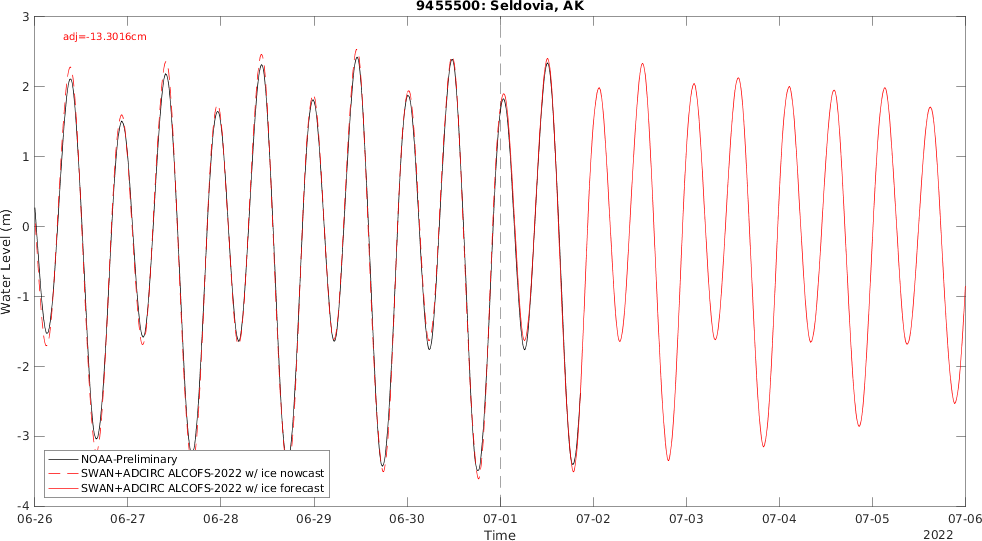 9455500: Seldovia, AK
adj=-13.3016cm
3
2
1
0
-1
-2
-3
-4
Water Level (m)
NOAA-Preliminary
SWAN+ADCIRC ALCOFS-2022 w/ ice nowcast
SWAN+ADCIRC ALCOFS-2022 w/ ice forecast
06-26 06-27 06-28 06-29 06-30 07-01 07-02 07-03 07-04 07-05 07-06
Time
2022